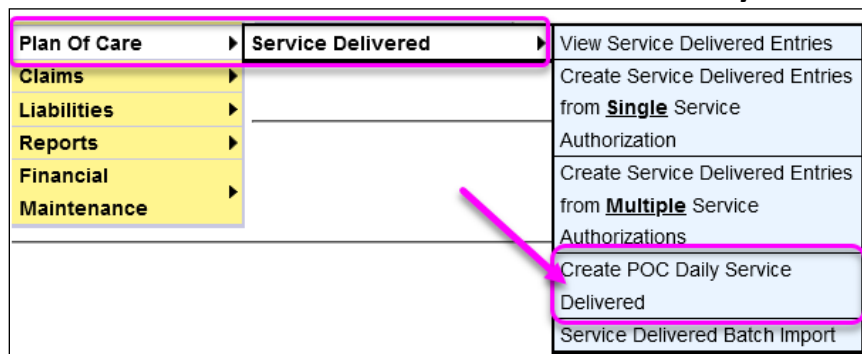 Plan Of Care
Service Delivered
View Service Delivered Entries
Claims
Liabilities
Reports
Financial
Maintenance
Create Service Delivered Entries
from Single Service
Authorization
Create Service Delivered Entries
from Multiple Service
Authorizations
Create POC Daily Service
Delivered
Service Delivered Batch Import